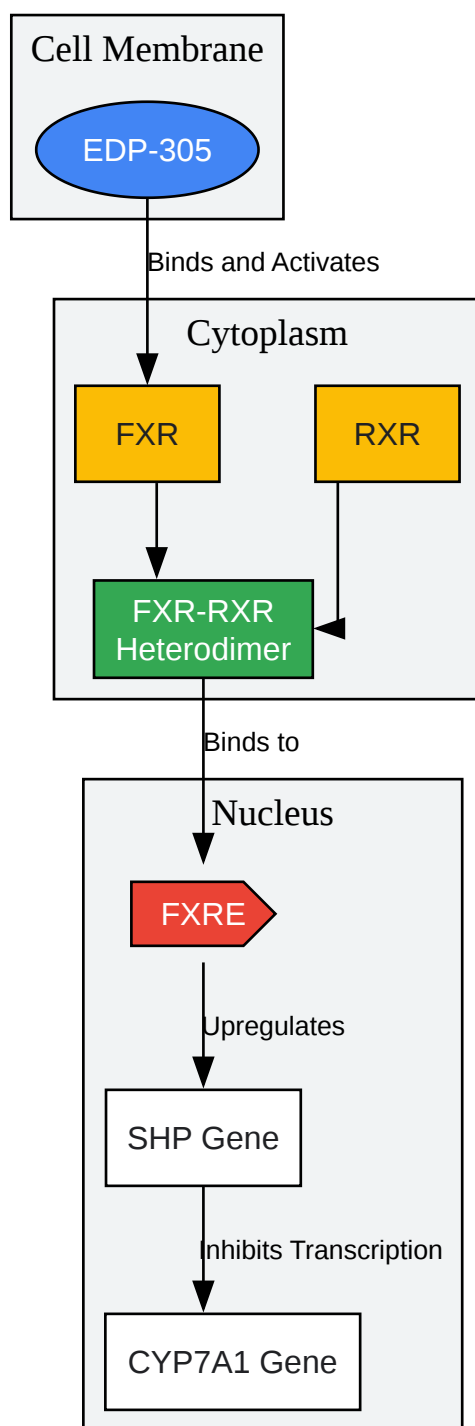 Cell Membrane
EDP-305
Binds and Activates
Cytoplasm
FXR
RXR
FXR-RXR
Heterodimer
Binds to
Nucleus
FXRE
Upregulates
SHP Gene
Inhibits Transcription
CYP7A1 Gene